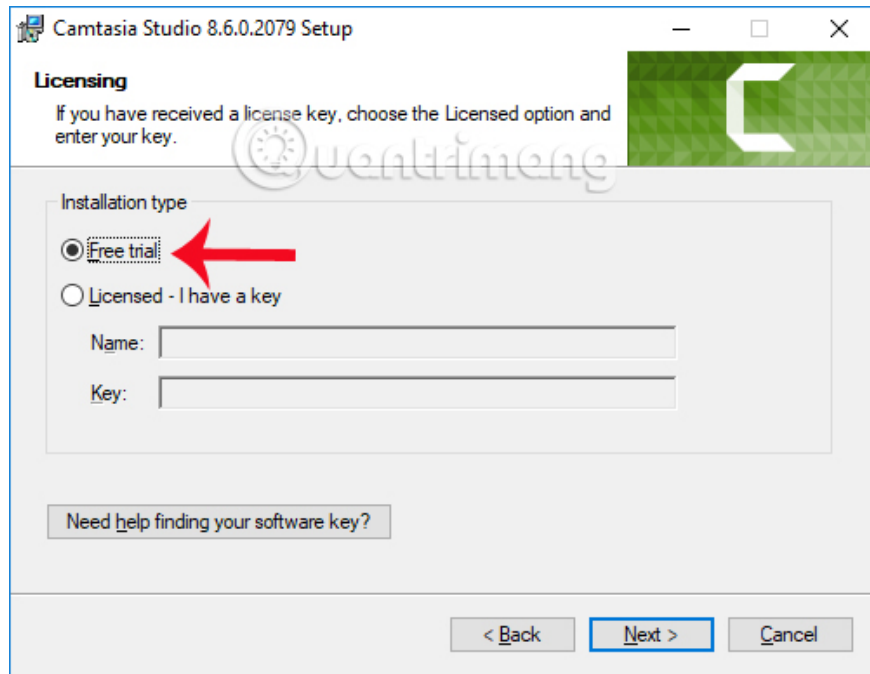 Camtasia Studio 8.6.0.2079 Setup
Licensing
If you have received a license key, choose the Licensed option and
enter your key.
Quantrimang
Installation type
Free trial
Licensed - I have a key
Name:
Key:
Need help finding your software key?
< Back Next > Cancel